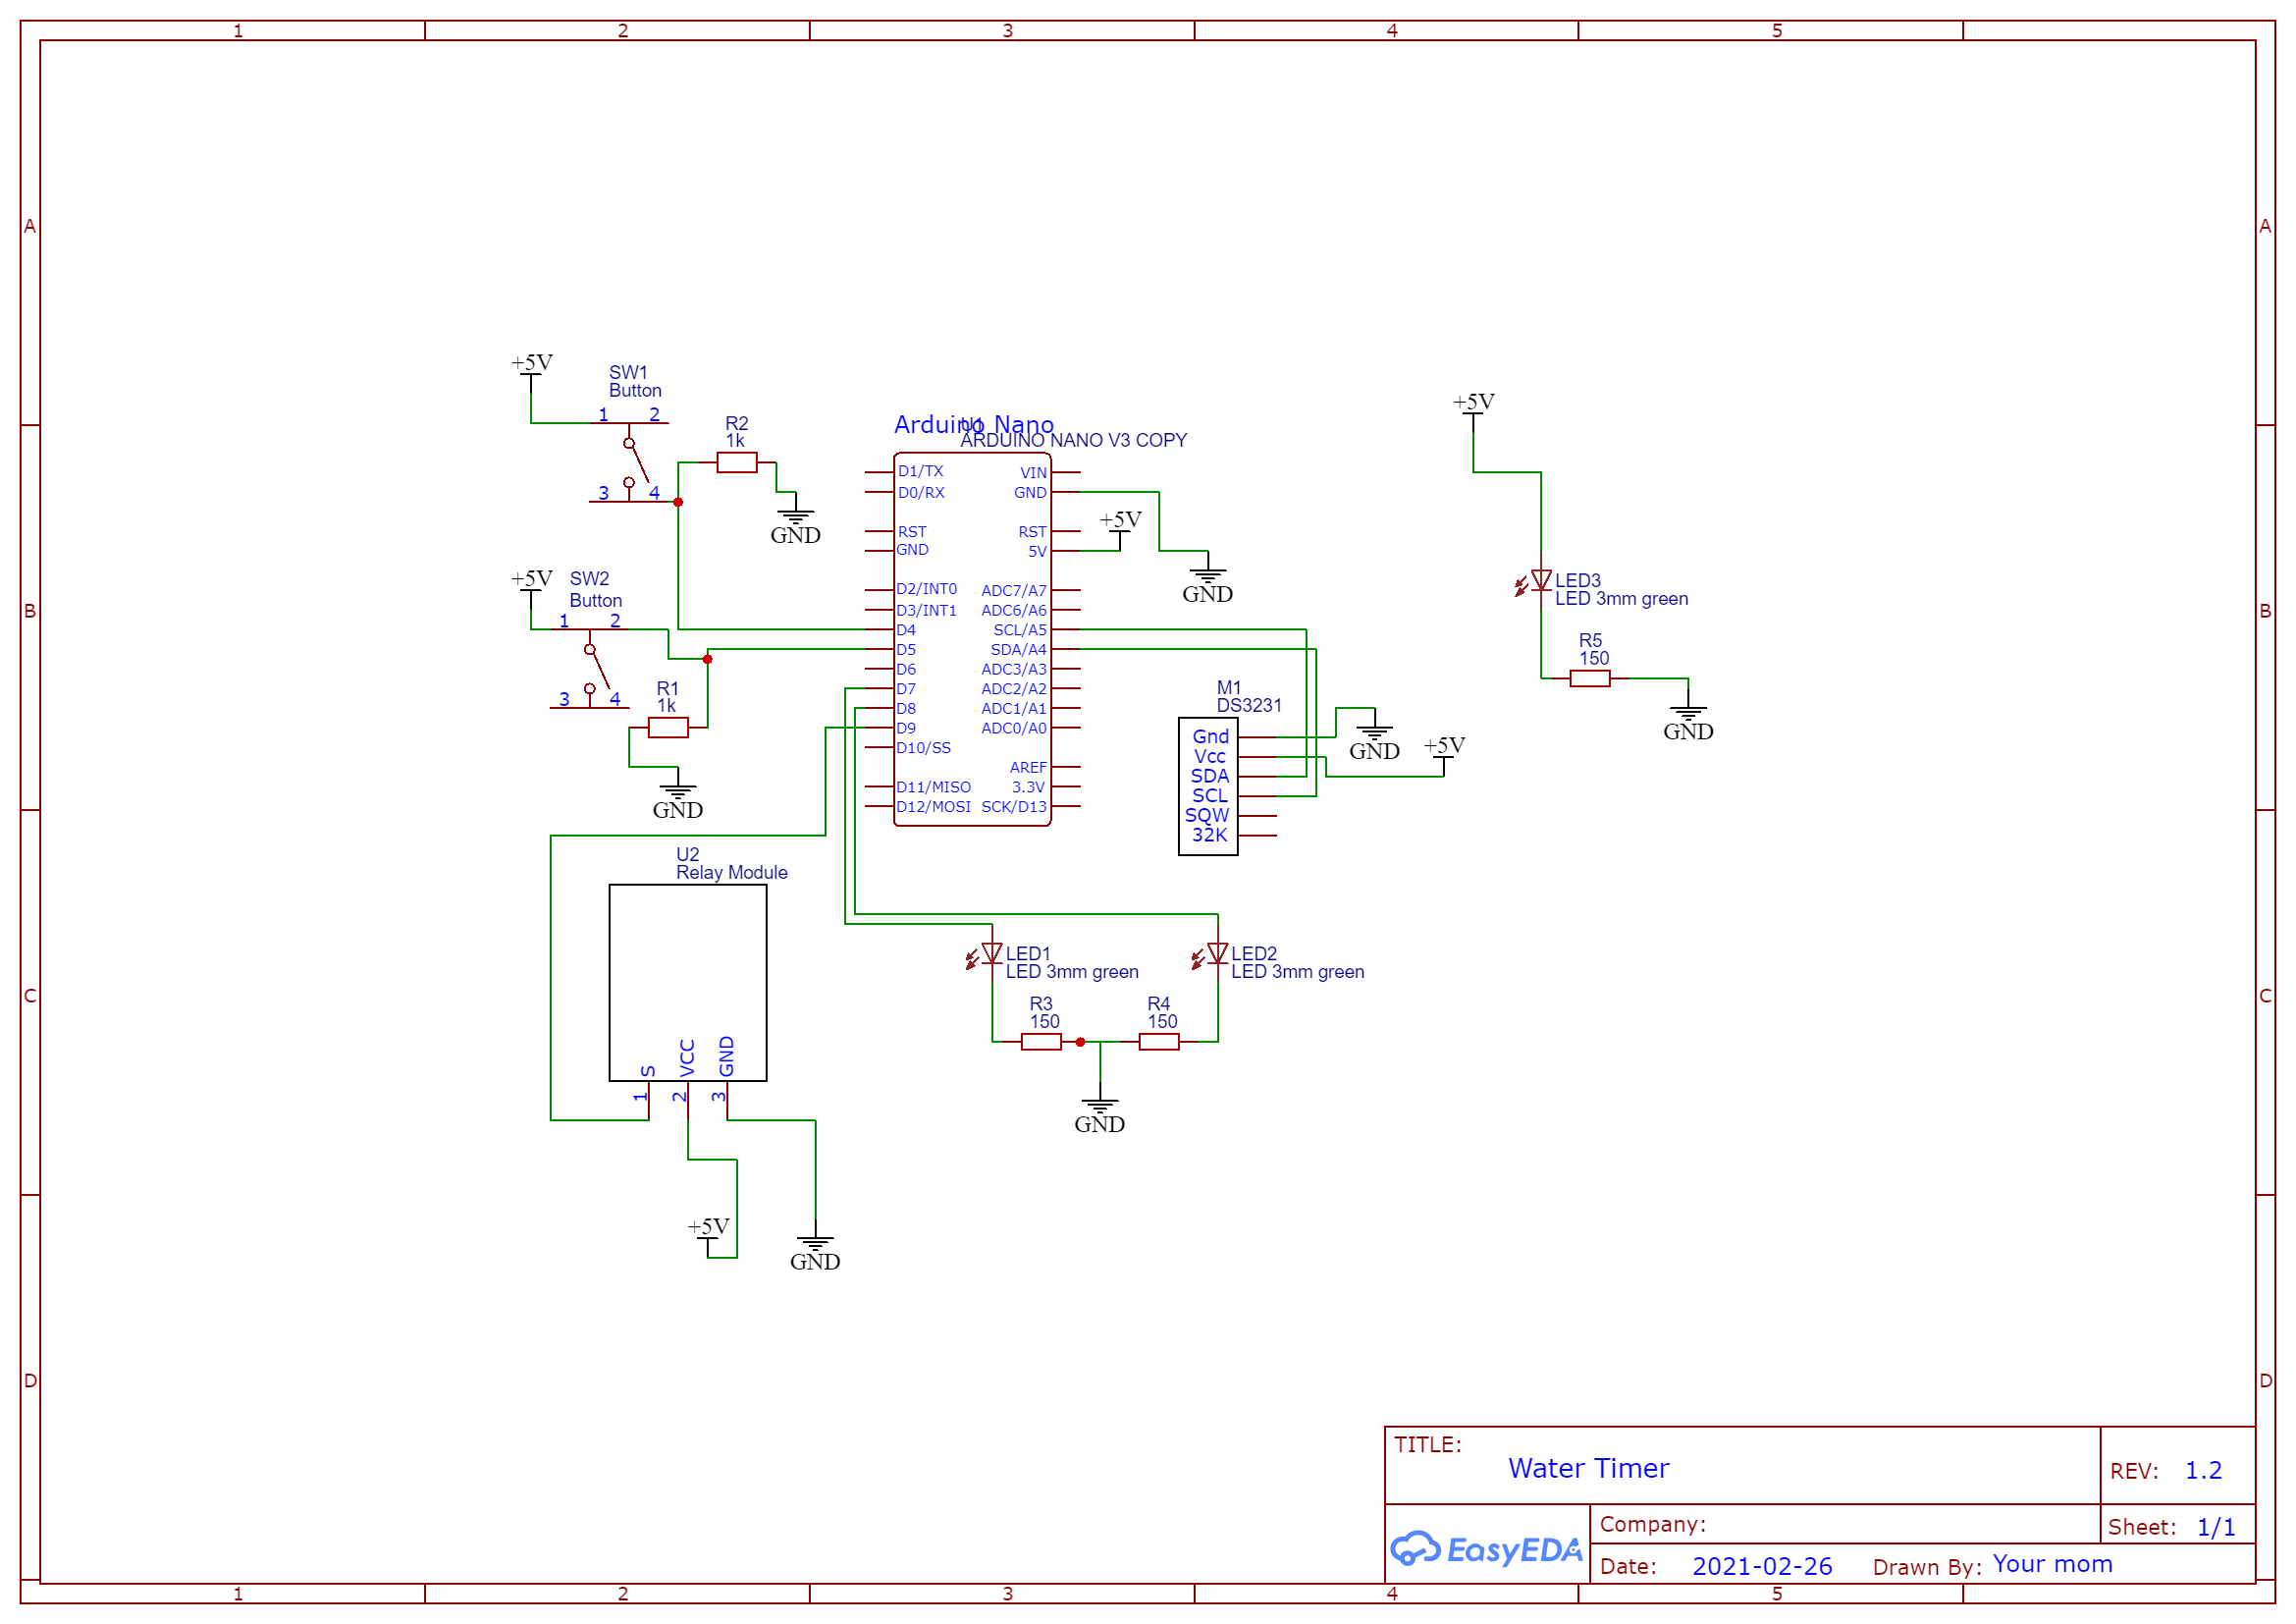 1 2 3 4 5
A A
+5V
SW1
Button
1 2
3 4
R2
1k
GND
Arduino Nano
U1
ARDUINO NANO V3 COPY
D1/TX VIN
D0/RX GND
RST RST
GND 5V
D2/INT0 ADC7/A7
D3/INT1 ADC6/A6
D4 SCL/A5
D5 SDA/A4
D6 ADC3/A3
D7 ADC2/A2
D8 ADC1/A1
D9 ADC0/A0
D10/SS
AREF
D11/MISO 3.3V
D12/MOSI SCK/D13
+5V
GND
+5V
LED3
LED 3mm green
R5
150
GND
B B
+5V
SW2
Button
1 2
3 4
R1
1k
GND
M1
DS3231
Gnd
Vcc
SDA
SCL
SQW
32K
GND
+5V
U2
Relay Module
S VCC GND
1 2 3
+5V
GND
C C
LED1
LED 3mm green
LED2
LED 3mm green
R3
150
R4
150
GND
D D
TITLE:
Water Timer
REV: 1.2
EasyEDA
Company:
Sheet: 1/1
Date: 2021-02-26 Drawn By: Your mom
1 2 3 4 5